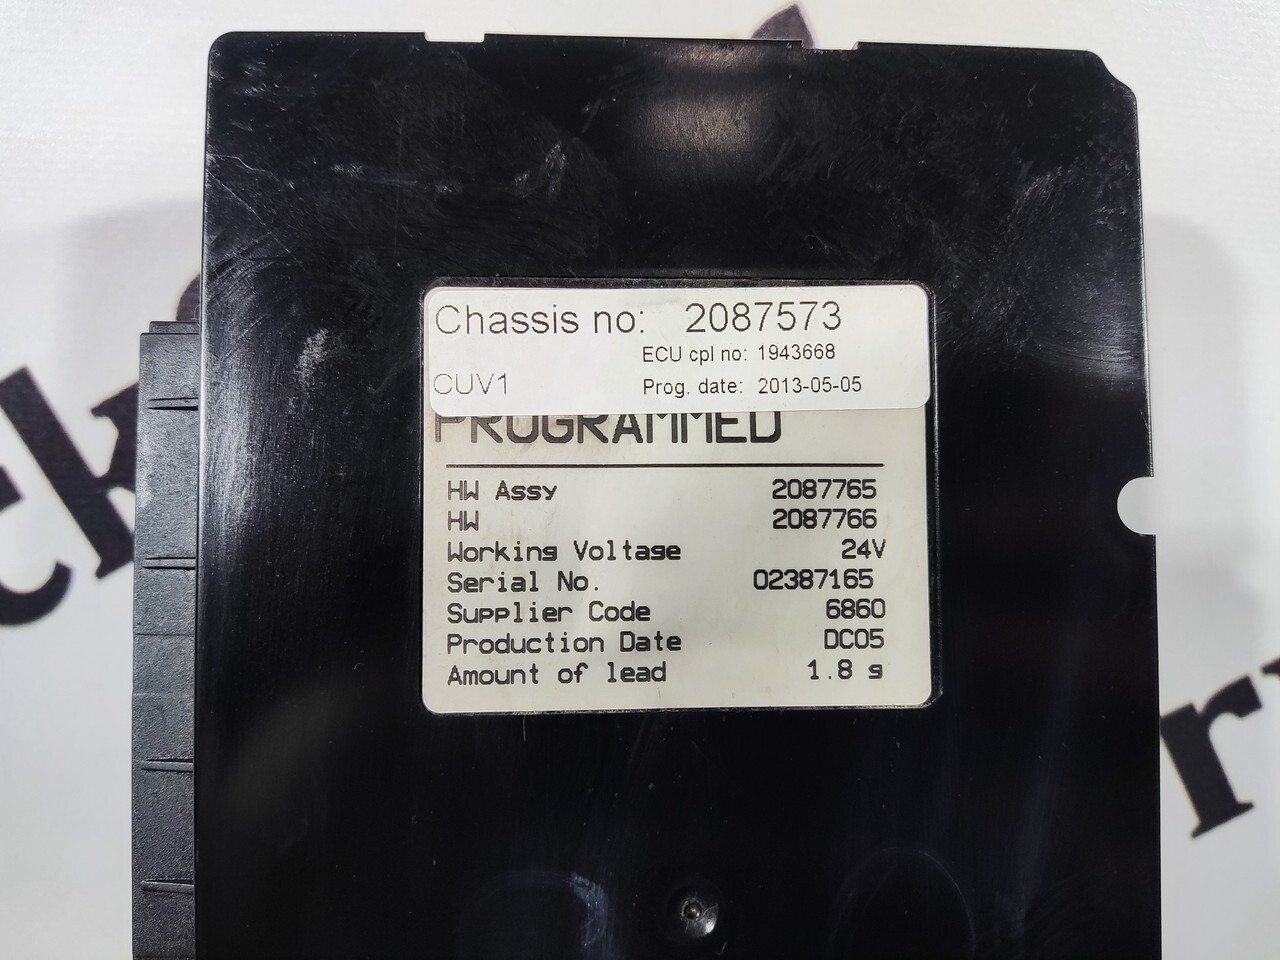 Chassis no: 2087573
ECU cpl no: 1943668
CUV1 Prog. date: 2013-05-05
PROGRAMMED
HW Assy 2087765
HW 2087766
Working Voltage 24V
Serial No. 02387165
Supplier Code 6860
Production Date DC05
Amount of lead 1.8 g